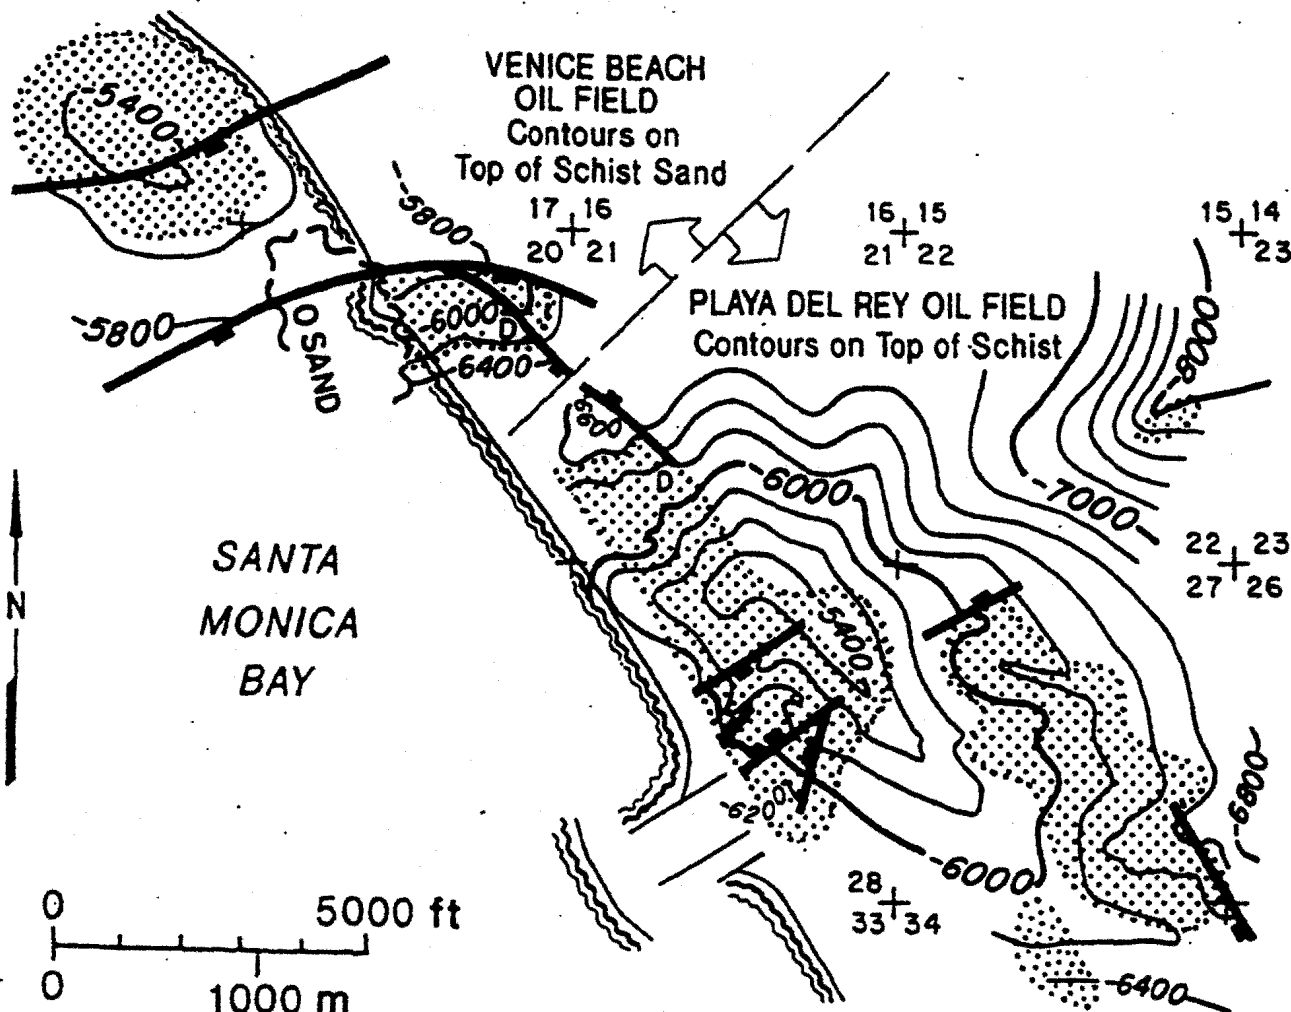 VENICE BEACH
OIL FIELD
Contours on
Top of Schist Sand
-5400
-5800
17 16
20 21
16 15
21 22
15 14
23
PLAYA DEL REY OIL FIELD
Contours on Top of Schist
-5800
-6000
D
6400
O SAND
6600
D
-6000
-7000
-8000
22 23
27 26
SANTA
MONICA
BAY
N
-5400
-6200
-6000
-6800
28
33 34
-6400
0 5000 ft
0 1000 m